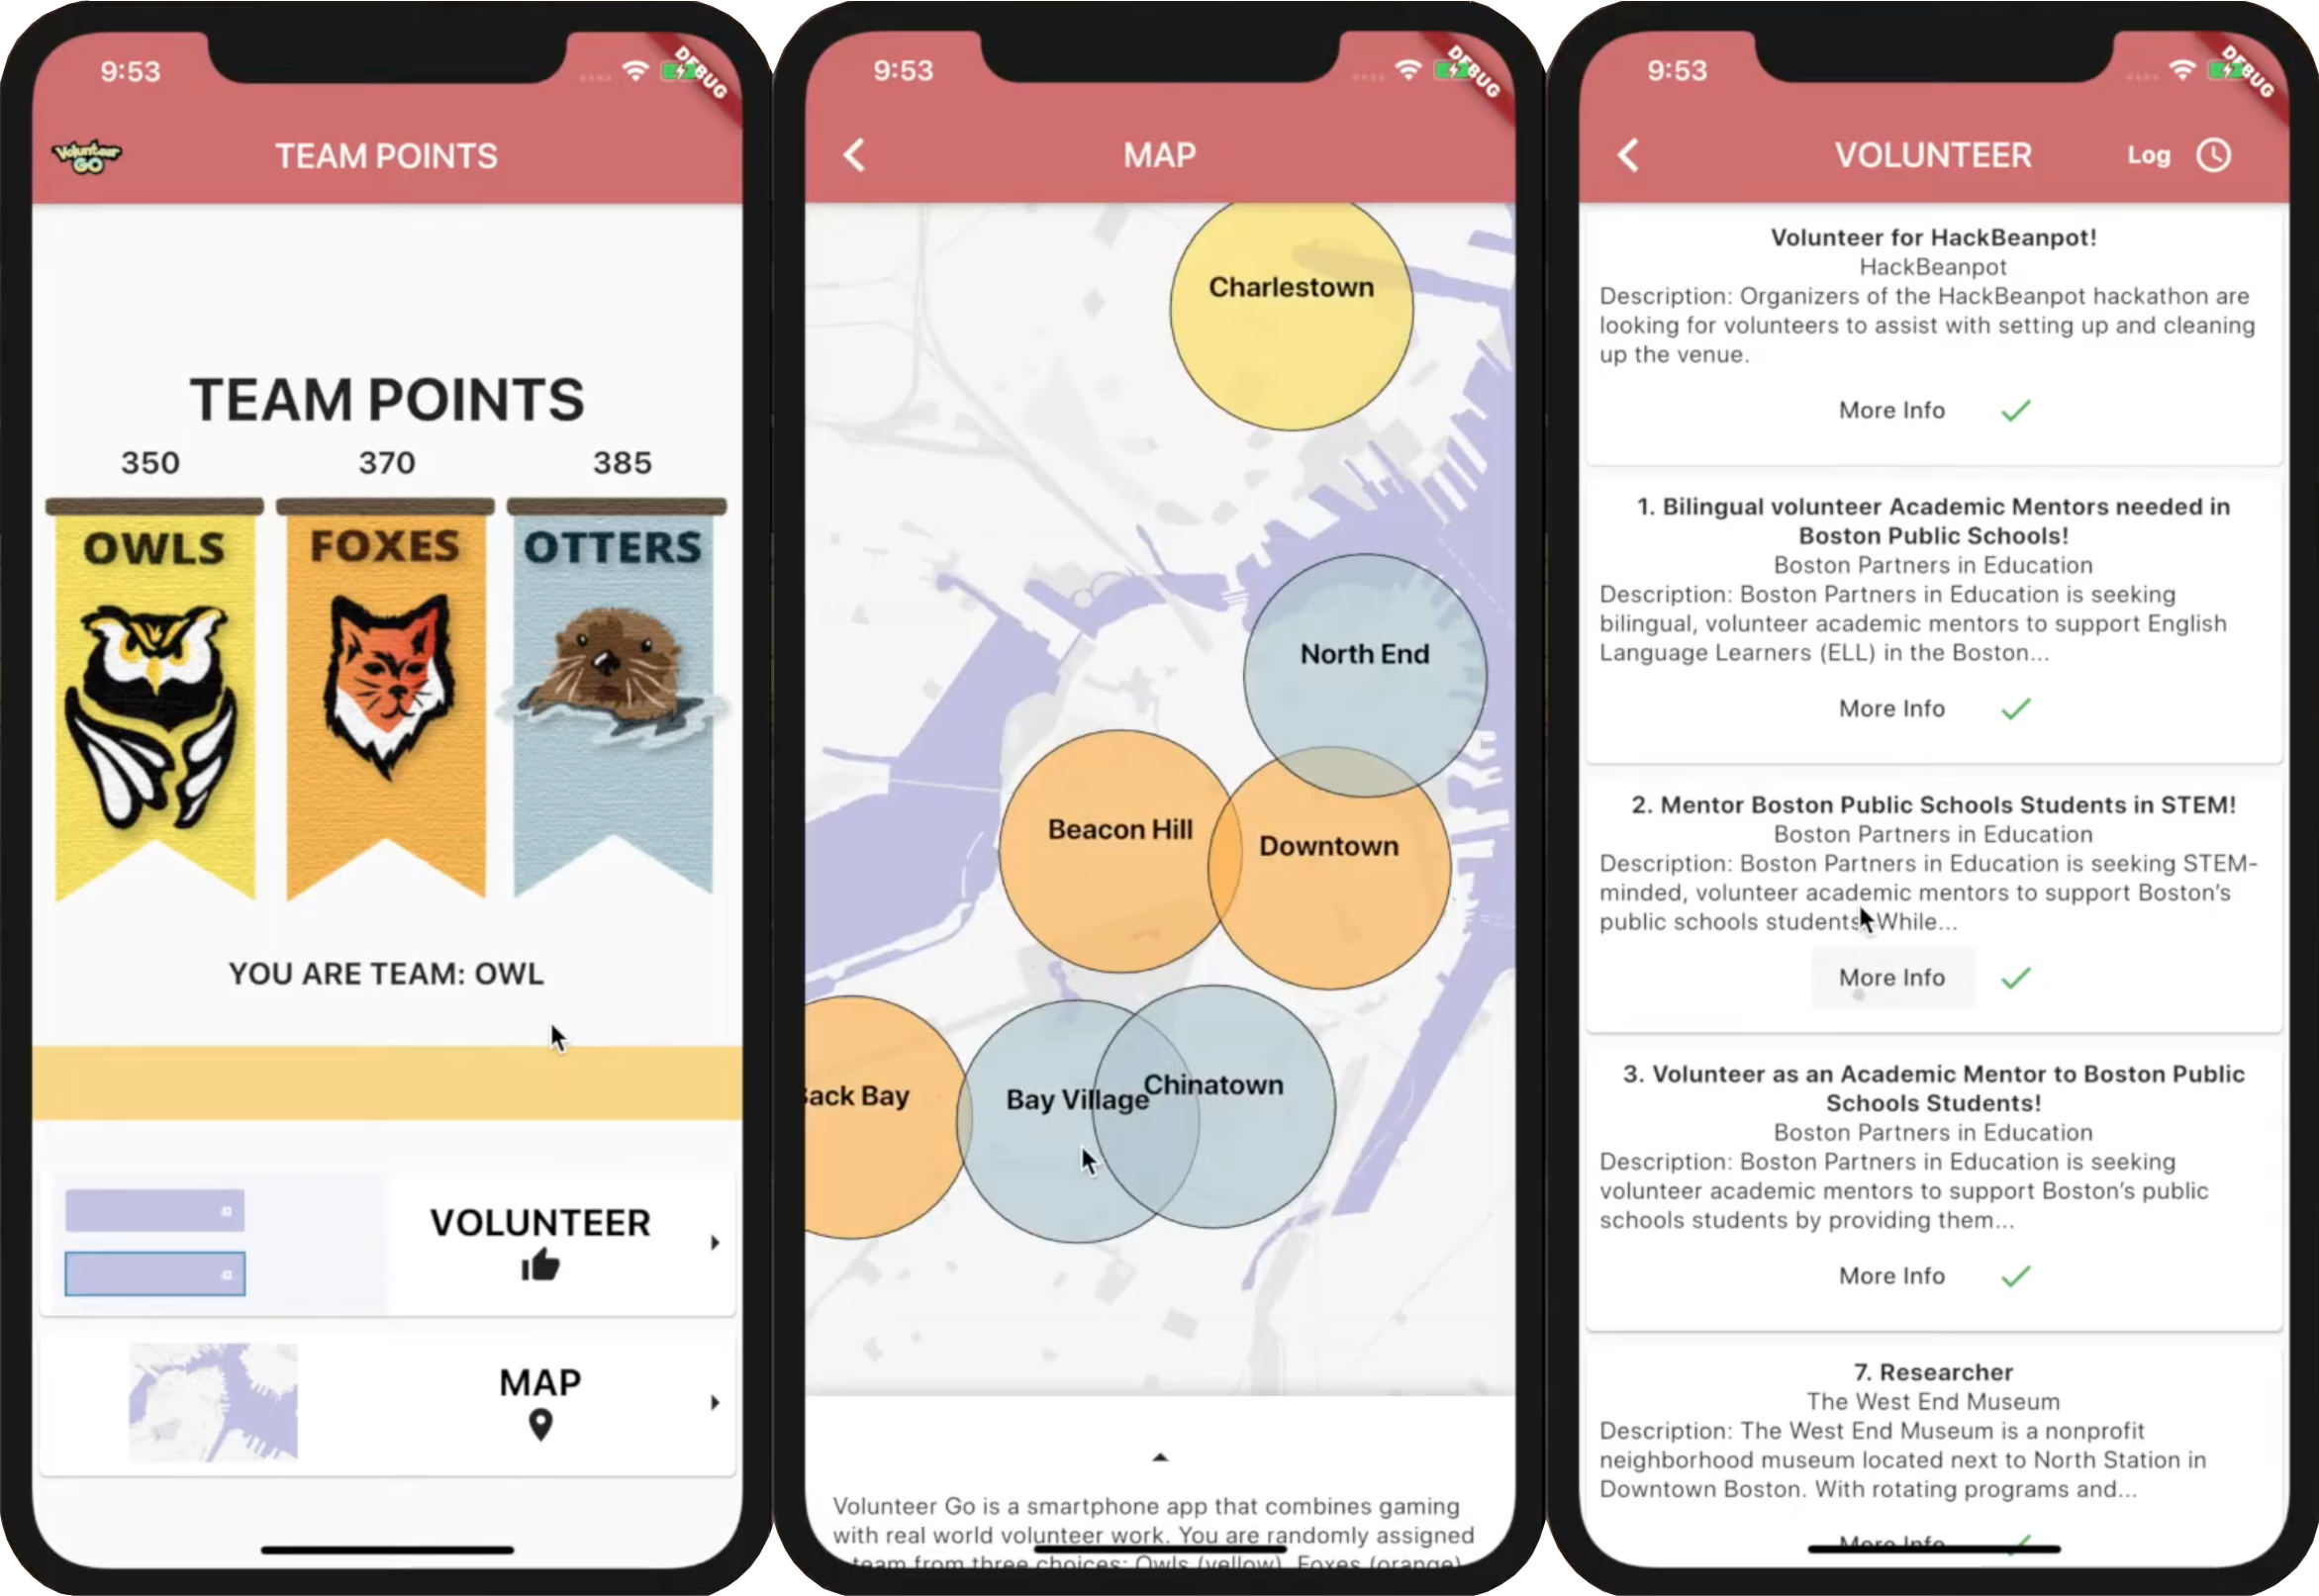 9:53
DEBUG
Volunteer
GO
TEAM POINTS
TEAM POINTS
350
370
385
OWLS
FOXES
OTTERS
YOU ARE TEAM: OWL
VOLUNTEER
MAP
9:53
DEBUG
MAP
Charlestown
North End
Beacon Hill
Downtown
Back Bay
Bay Village
Chinatown
Volunteer Go is a smartphone app that combines gaming
with real world volunteer work. You are randomly assigned
team from three choices: Owls (yellow), Foxes (orange)
9:53
DEBUG
VOLUNTEER
Log
Volunteer for HackBeanpot!
HackBeanpot
Description: Organizers of the HackBeanpot hackathon are
looking for volunteers to assist with setting up and cleaning
up the venue.
More Info
1. Bilingual volunteer Academic Mentors needed in
Boston Public Schools!
Boston Partners in Education
Description: Boston Partners in Education is seeking
bilingual, volunteer academic mentors to support English
Language Learners (ELL) in the Boston...
More Info
2. Mentor Boston Public Schools Students in STEM!
Boston Partners in Education
Description: Boston Partners in Education is seeking STEM-
minded, volunteer academic mentors to support Boston's
public schools students. While...
More Info
3. Volunteer as an Academic Mentor to Boston Public
Schools Students!
Boston Partners in Education
Description: Boston Partners in Education is seeking
volunteer academic mentors to support Boston's public
schools students by providing them...
More Info
7. Researcher
The West End Museum
Description: The West End Museum is a nonprofit
neighborhood museum located next to North Station in
Downtown Boston. With rotating programs and...
More Info